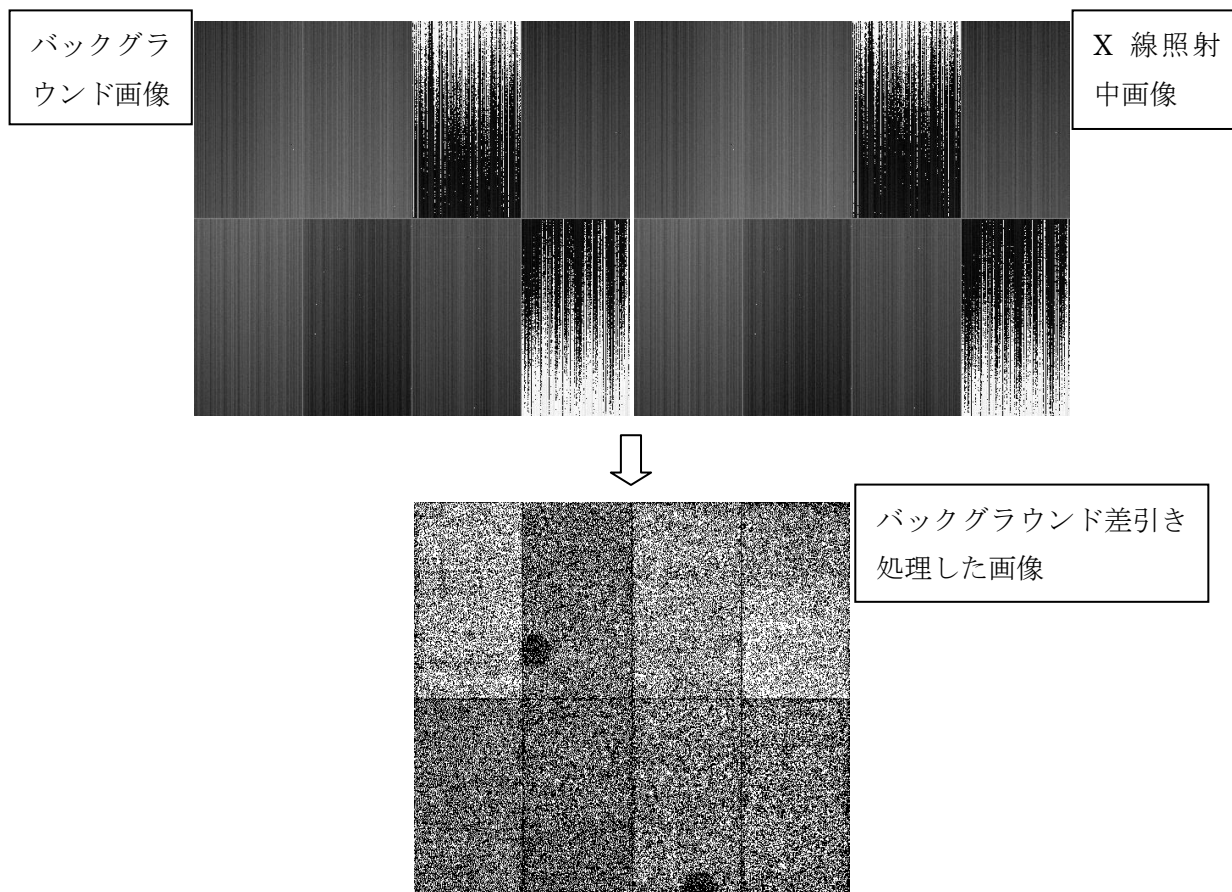 バックグラ
ウンド画像
X 線照射
中画像
バックグラウンド差引き
処理した画像